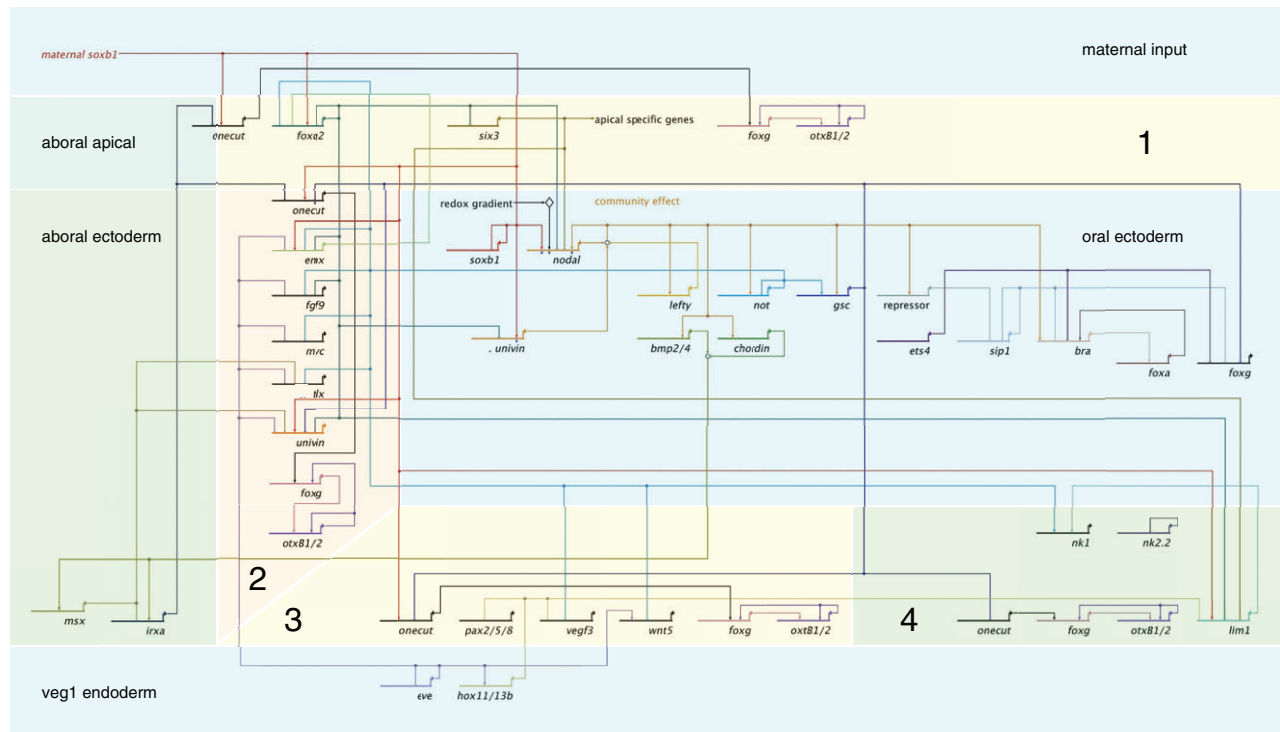 maternal soxb1
maternal input
onecut
foxq2
six3
apical specific genes
foxg
otxB1/2
aboral apical
1
onecut
redox gradient
community effect
aboral ectoderm
oral ectoderm
emx
soxb1
nodal
fgf9
lefty
not
gsc
repressor
univin
bmp2/4
chordin
ets4
sip1
bra
foxa
foxg
tlx
univin
foxg
otxB1/2
nk1
nk2.2
2
3
4
msx
irxa
onecut
pax2/5/8
vegf3
wnt5
foxg
oxtB1/2
onecut
foxg
otxB1/2
lim1
veg1 endoderm
eve
hox11/13b